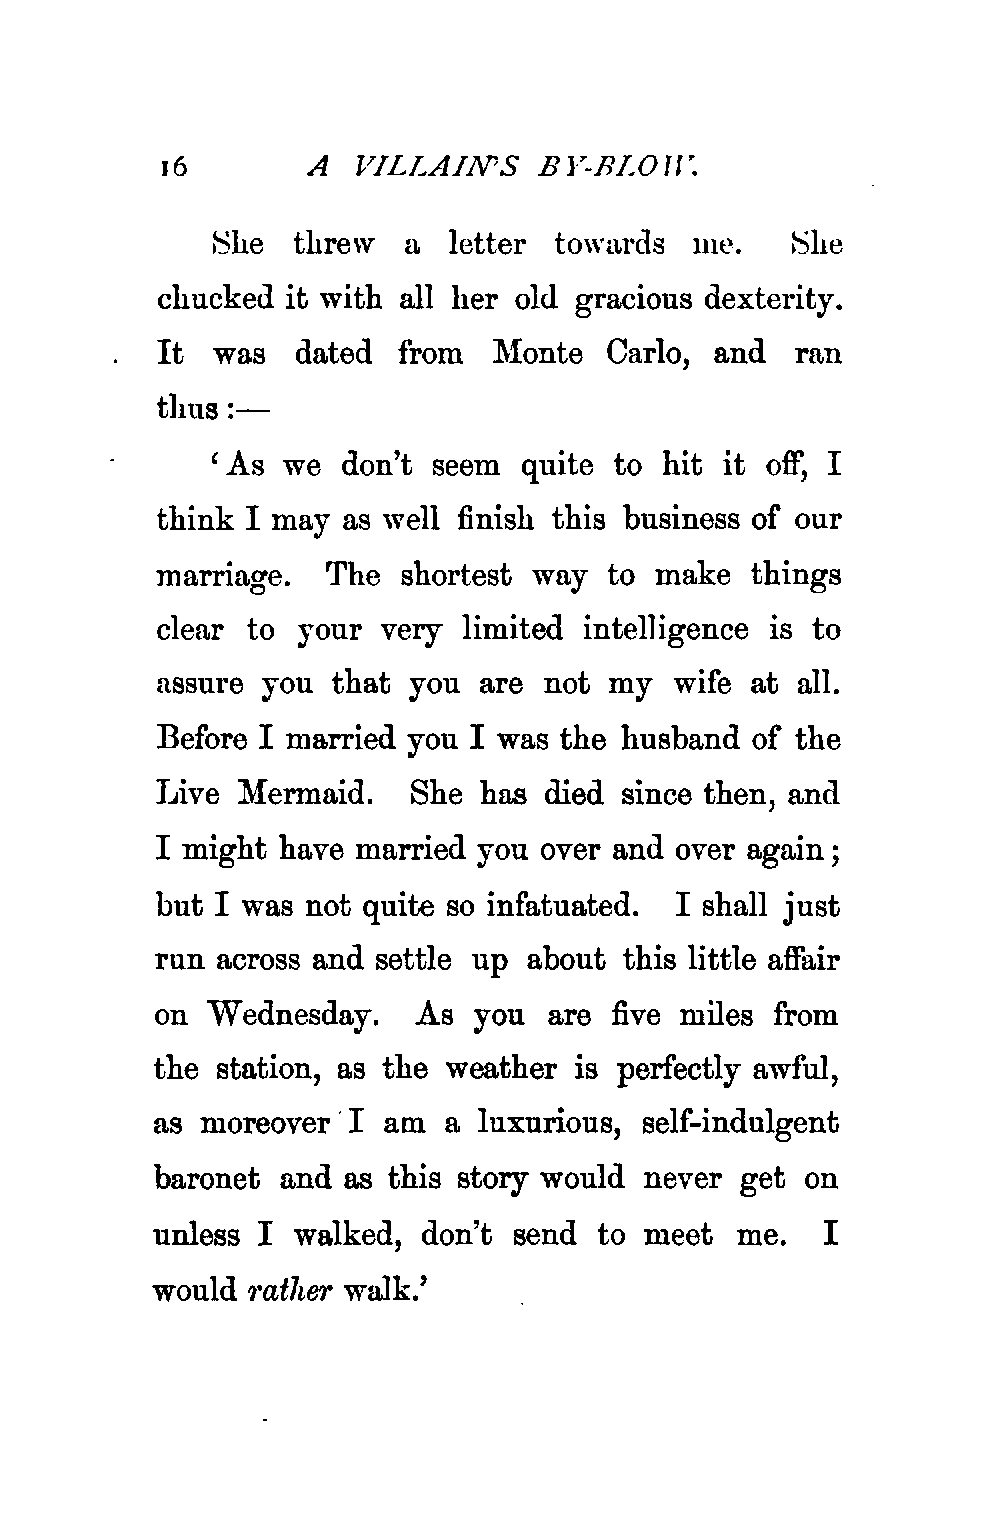 16 A VILLAIN'S BY-BLOW.
She threw a letter towards me. She
chucked it with all her old gracious dexterity.
It was dated from Monte Carlo, and ran
thus :—
‘As we don’t seem quite to hit it off, I
think I may as well finish this business of our
marriage. The shortest way to make things
clear to your very limited intelligence is to
assure you that you are not my wife at all.
Before I married you I was the husband of the
Live Mermaid. She has died since then, and
I might have married you over and over again ;
but I was not quite so infatuated. I shall just
run across and settle up about this little affair
on Wednesday. As you are five miles from
the station, as the weather is perfectly awful,
as moreover I am a luxurious, self-indulgent
baronet and as this story would never get on
unless I walked, don’t send to meet me. I
would rather walk.’